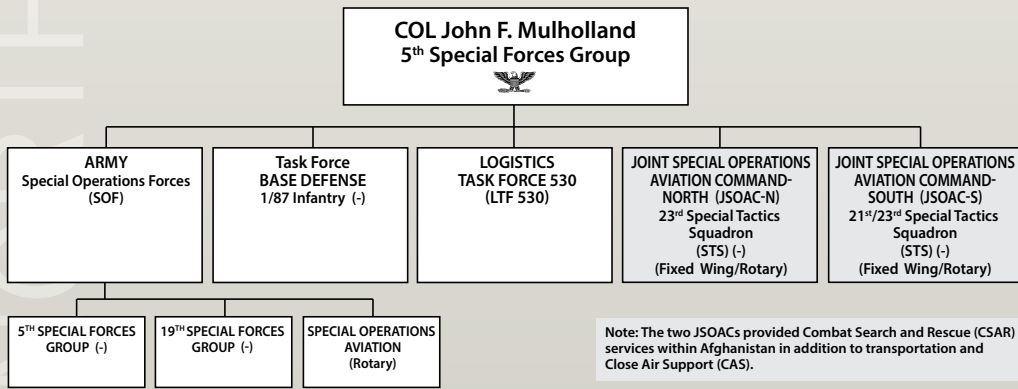 COL John F. Mulholland
5th Special Forces Group
ARMY
Special Operations Forces
(SOF)
Task Force
BASE DEFENSE
1/87 Infantry (-)
LOGISTICS
TASK FORCE 530
(LTF 530)
JOINT SPECIAL OPERATIONS
AVIATION COMMAND-
NORTH (JSOAC-N)
23rd Special Tactics
Squadron
(STS) (-)
(Fixed Wing/Rotary)
JOINT SPECIAL OPERATIONS
AVIATION COMMAND-
SOUTH (JSOAC-S)
21st/23rd Special Tactics
Squadron
(STS) (-)
(Fixed Wing/Rotary)
5TH SPECIAL FORCES
GROUP (-)
19TH SPECIAL FORCES
GROUP (-)
SPECIAL OPERATIONS
AVIATION
(Rotary)
Note: The two JSOACs provided Combat Search and Rescue (CSAR)
services within Afghanistan in addition to transportation and
Close Air Support (CAS).